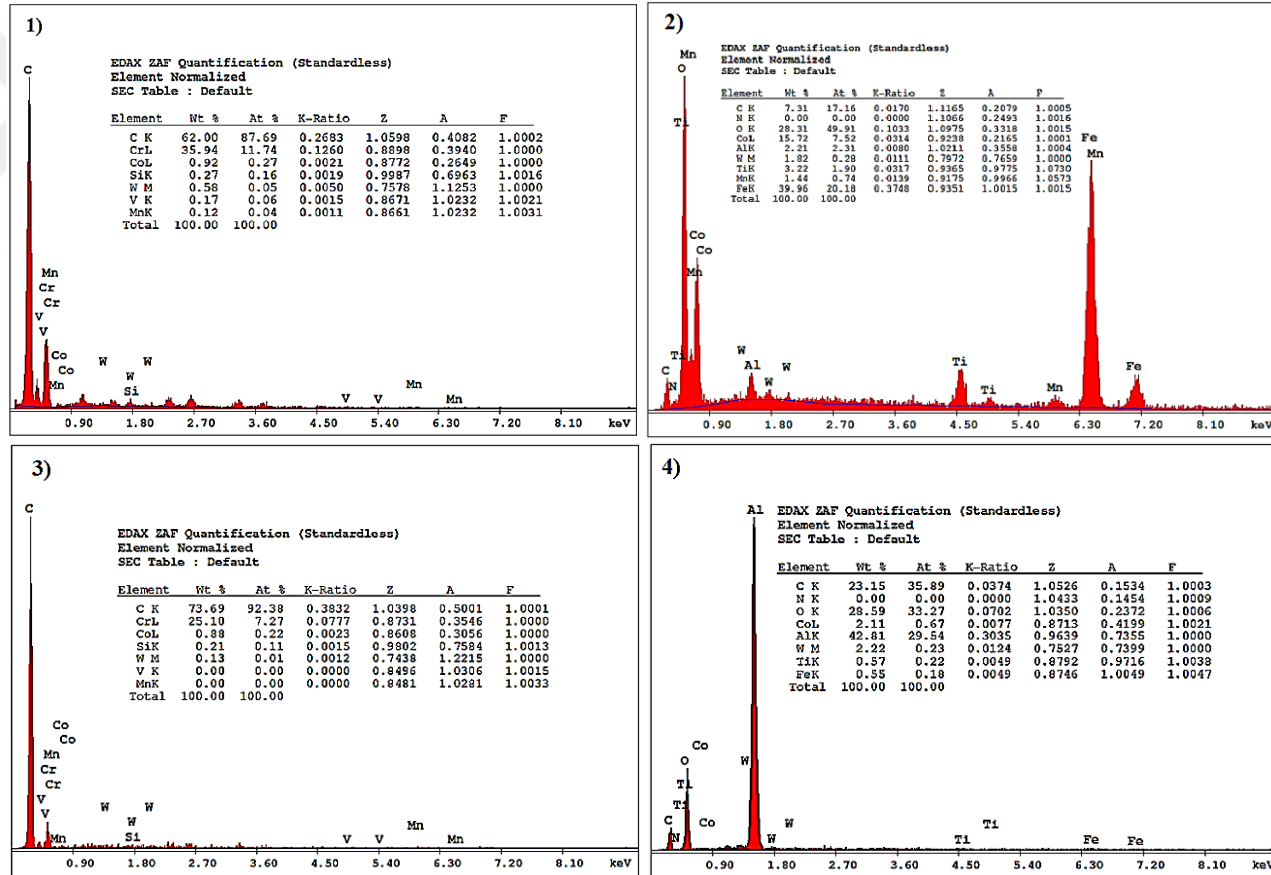 1)
EDAX ZAF Quantification (Standardless)
Element Normalized
SEC Table : Default
Element Wt % At % K-Ratio Z A F
C K 62.00 87.69 0.2683 1.0598 0.4082 1.0002
CrL 35.94 11.74 0.1260 0.8898 0.3940 1.0000
CoL 0.92 0.27 0.0021 0.8772 0.2649 1.0000
SiK 0.27 0.16 0.0019 0.9987 0.6963 1.0016
W M 0.58 0.05 0.0050 0.7578 1.1253 1.0000
V K 0.17 0.06 0.0015 0.8671 1.0232 1.0021
MnK 0.12 0.04 0.0011 0.8661 1.0232 1.0031
Total 100.00 100.00
C
Mn
Cr
Cr
V
V
Co
Co
Mn
W
W
W
Si
V
V
Mn
Mn
0.90 1.80 2.70 3.60 4.50 5.40 6.30 7.20 8.10 keV
2)
EDAX ZAF Quantification (Standardless)
Element Normalized
SEC Table : Default
Element Wt % At % K-Ratio Z A F
C K 7.31 17.16 0.0170 1.1165 0.2079 1.0005
N K 0.00 0.00 0.0000 1.1066 0.2493 1.0016
O K 28.31 49.91 0.1033 1.0975 0.3318 1.0015
CoL 15.72 7.52 0.0314 0.9238 0.2165 1.0001
AlK 2.21 2.31 0.0080 1.0211 0.3558 1.0004
W M 1.82 0.28 0.0111 0.7972 0.7659 1.0000
TiK 3.22 1.90 0.0317 0.9365 0.9775 1.0730
MnK 1.44 0.74 0.0139 0.9175 0.9966 1.0573
FeK 39.96 20.18 0.3748 0.9351 1.0015 1.0015
Total 100.00 100.00
Mn
O
Ti
Co
Co
Mn
Ti
C
N
W
Al
W
W
Ti
Ti
Mn
Fe
Mn
Fe
0.90 1.80 2.70 3.60 4.50 5.40 6.30 7.20 8.10 keV
3)
EDAX ZAF Quantification (Standardless)
Element Normalized
SEC Table : Default
Element Wt % At % K-Ratio Z A F
C K 73.69 92.38 0.3832 1.0398 0.5001 1.0001
CrL 25.10 7.27 0.0777 0.8731 0.3546 1.0000
CoL 0.88 0.22 0.0023 0.8608 0.3056 1.0000
SiK 0.21 0.11 0.0015 0.9802 0.7584 1.0013
W M 0.13 0.01 0.0012 0.7438 1.2215 1.0000
V K 0.00 0.00 0.0000 0.8496 1.0306 1.0015
MnK 0.00 0.00 0.0000 0.8481 1.0281 1.0033
Total 100.00 100.00
C
Co
Co
Mn
Cr
Cr
V
V
Mn
W
W
W
Si
V
V
Mn
Mn
0.90 1.80 2.70 3.60 4.50 5.40 6.30 7.20 8.10 keV
4)
EDAX ZAF Quantification (Standardless)
Element Normalized
SEC Table : Default
Element Wt % At % K-Ratio Z A F
C K 23.15 35.89 0.0374 1.0526 0.1534 1.0003
N K 0.00 0.00 0.0000 1.0433 0.1454 1.0009
O K 28.59 33.27 0.0702 1.0350 0.2372 1.0006
CoL 2.11 0.67 0.0077 0.8713 0.4199 1.0021
AlK 42.81 29.54 0.3035 0.9639 0.7355 1.0000
W M 2.22 0.23 0.0124 0.7527 0.7399 1.0000
TiK 0.57 0.22 0.0049 0.8792 0.9716 1.0038
FeK 0.55 0.18 0.0049 0.8746 1.0049 1.0047
Total 100.00 100.00
Al
Co
O
Ti
Ti
C
N
Co
W
W
W
Ti
Ti
Fe
Fe
0.90 1.80 2.70 3.60 4.50 5.40 6.30 7.20 8.10 keV